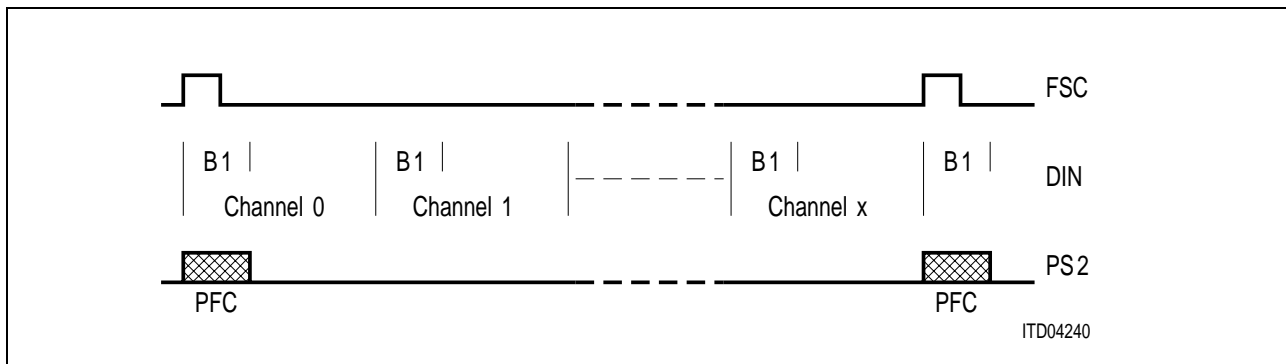 FSC
B1 B1 B1 B1 DIN
Channel 0 Channel 1 Channel x
PS2
PFC PFC
ITD04240